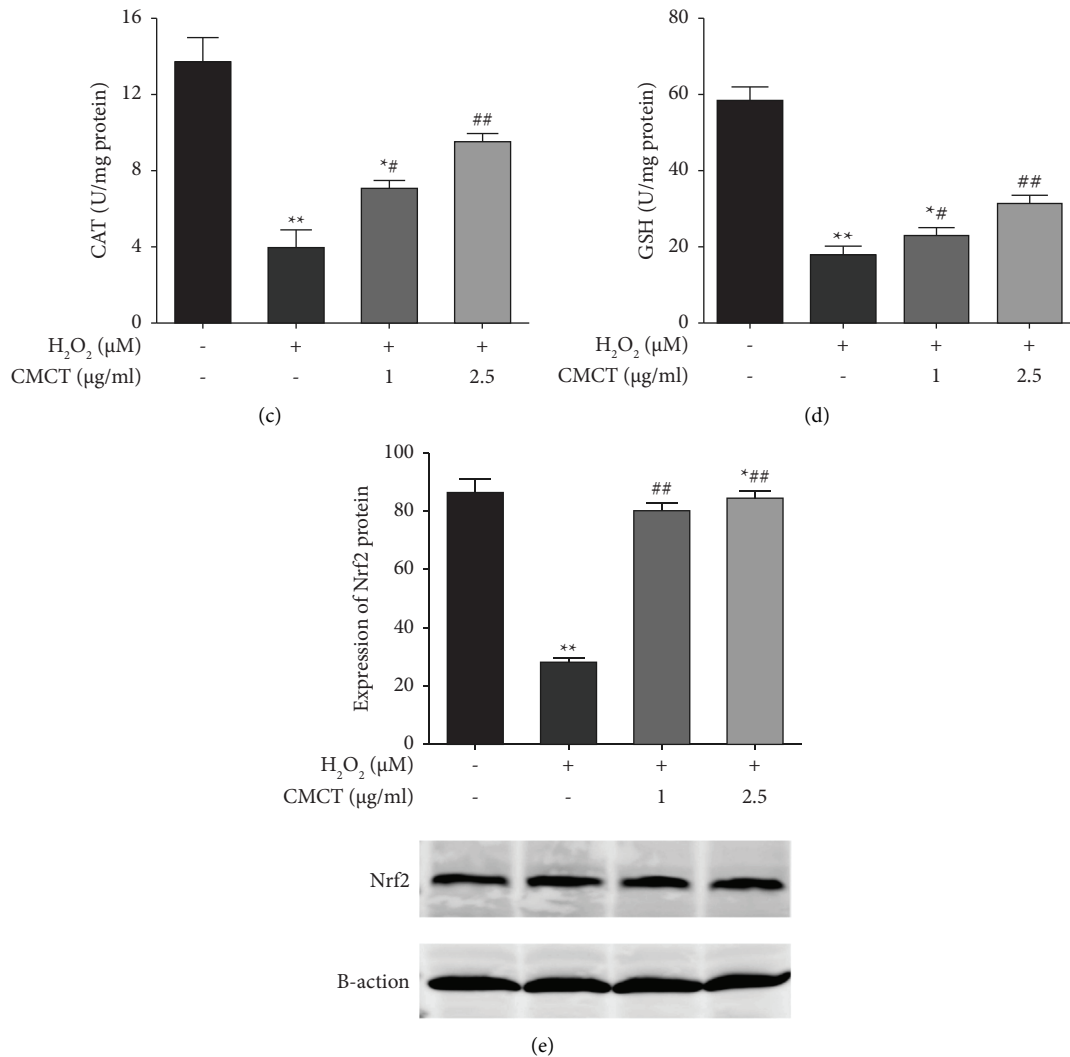 16
12
8
4
0
CAT (U/mg protein)
**
*#
##
H₂O₂ (μM) - + + +
CMCT (μg/ml) - - 1 2.5
(c)
80
60
40
20
0
GSH (U/mg protein)
**
*#
##
H₂O₂ (μM) - + + +
CMCT (μg/ml) - - 1 2.5
(d)
100
80
60
40
20
0
Expression of Nrf2 protein
**
##
*##
H₂O₂ (μM) - + + +
CMCT (μg/ml) - - 1 2.5
Nrf2
B-action
(e)